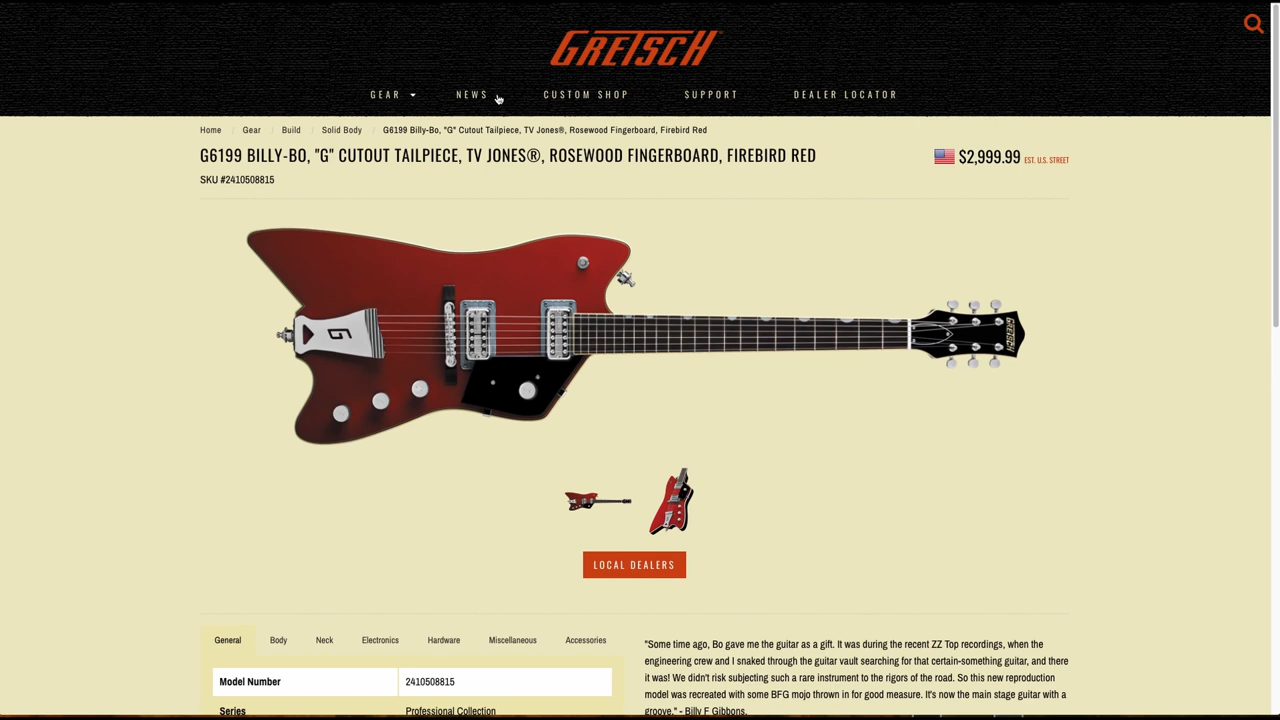 GRETSCH
GEAR NEWS CUSTOM SHOP SUPPORT DEALER LOCATOR
Home / Gear / Build / Solid Body / G6199 Billy-Bo, "G" Cutout Tailpiece, TV Jones®, Rosewood Fingerboard, Firebird Red
G6199 BILLY-BO, "G" CUTOUT TAILPIECE, TV JONES®, ROSEWOOD FINGERBOARD, FIREBIRD RED
$2,999.99 EST. U.S. STREET
SKU #2410508815
G
GRETSCH
LOCAL DEALERS
General Body Neck Electronics Hardware Miscellaneous Accessories
Model Number 2410508815
Series Professional Collection
"Some time ago, Bo gave me the guitar as a gift. It was during the recent ZZ Top recordings, when the
engineering crew and I snaked through the guitar vault searching for that certain-something guitar, and there
it was! We didn't risk subjecting such a rare instrument to the rigors of the road. So this new reproduction
model was recreated with some BFG mojo thrown in for good measure. It's now the main stage guitar with a
groove." - Billy F Gibbons.